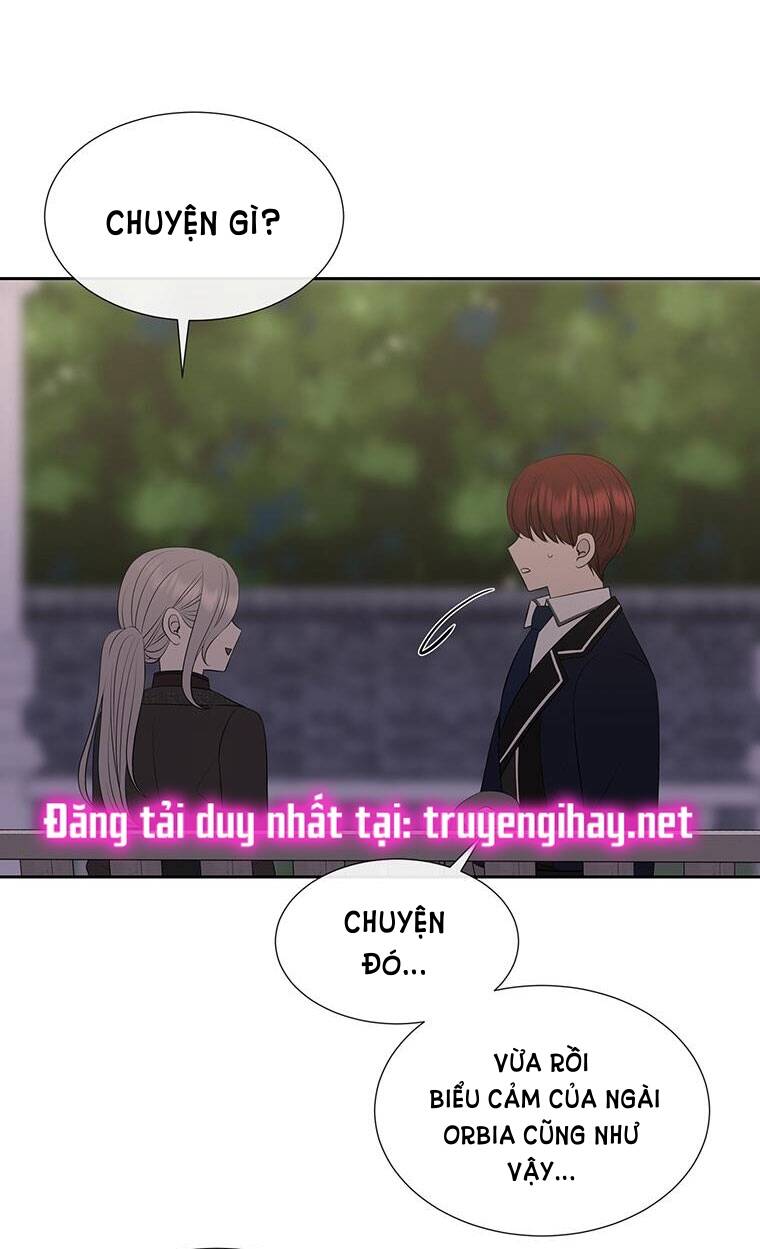 CHUYỆN GÌ?
Đăng tải duy nhất tại: truyengihay.net
CHUYỆN
ĐÓ...
VỪA RỒI
BIỂU CẢM CỦA NGÀI
ORBIA CŨNG NHƯ
VẬY...